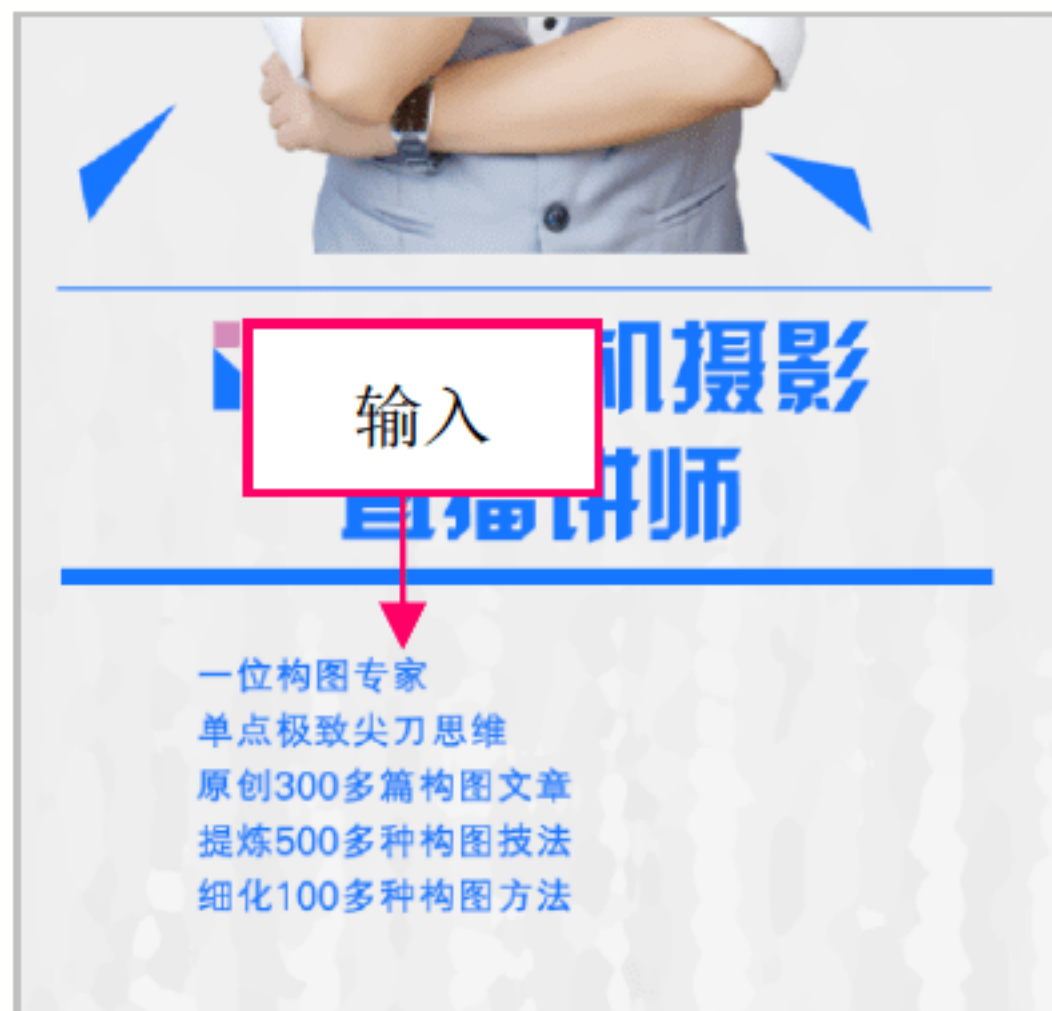 机摄影
输入
直播讲师
一位构图专家
单点极致尖刀思维
原创300多篇构图文章
提炼500多种构图技法
细化100多种构图方法